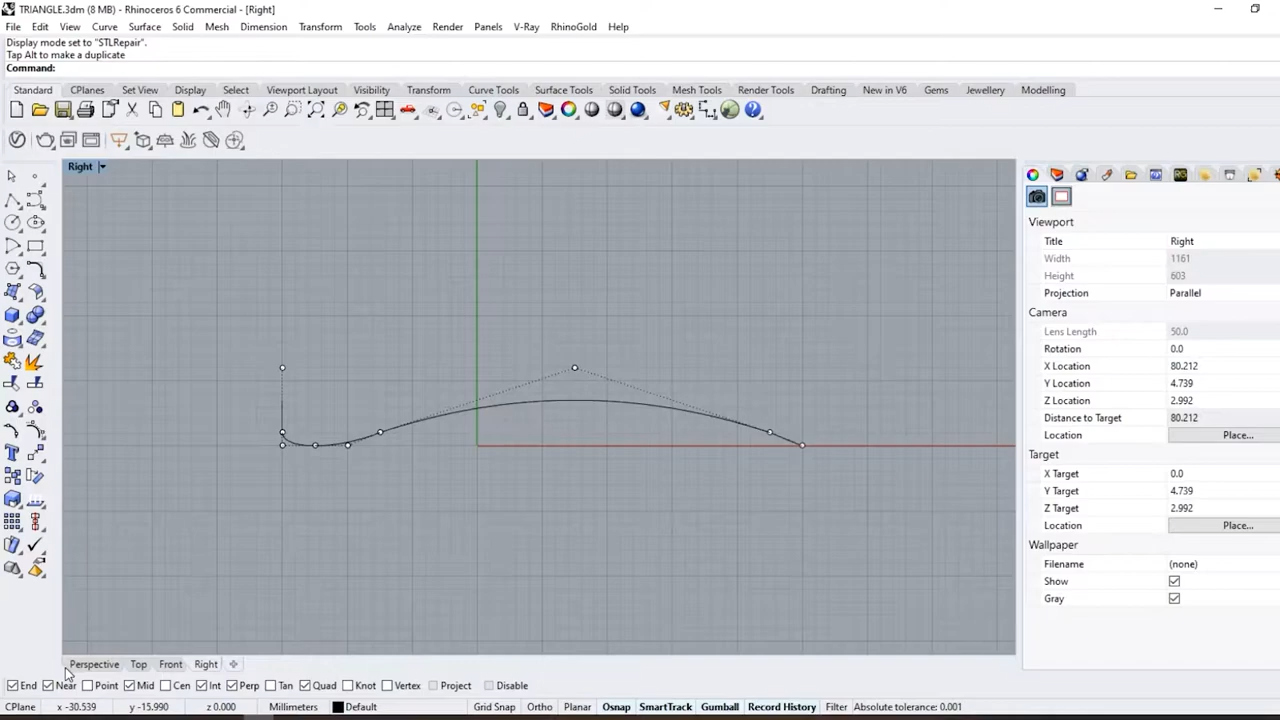 TRIANGLE.3dm (8 MB) - Rhinoceros 6 Commercial - [Right]
File Edit View Curve Surface Solid Mesh Dimension Transform Tools Analyze Render Panels V-Ray RhinoGold Help
Display mode set to "STLRepair".
Tap Alt to make a duplicate
Command:
Standard CPlanes Set View Display Select Viewport Layout Visibility Transform Curve Tools Surface Tools Solid Tools Mesh Tools Render Tools Drafting New in V6 Gems Jewellery Modelling
Right
Viewport
Title Right
Width 1161
Height 603
Projection Parallel
Camera
Lens Length 50.0
Rotation 0.0
X Location 80.212
Y Location 4.739
Z Location 2.992
Distance to Target 80.212
Location Place...
Target
X Target 0.0
Y Target 4.739
Z Target 2.992
Location Place...
Wallpaper
Filename (none)
Show
Gray
Perspective Top Front Right
End Near Point Mid Cen Int Perp Tan Quad Knot Vertex Project Disable
CPlane x -30.539 y -15.990 z 0.000 Millimeters Default Grid Snap Ortho Planar Osnap SmartTrack Gumball Record History Filter Absolute tolerance: 0.001